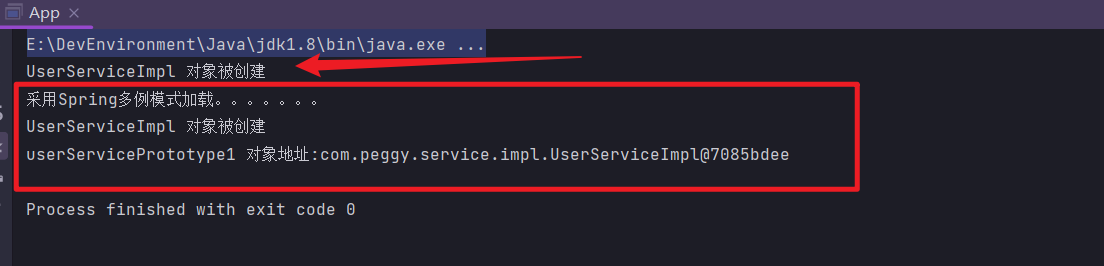 App
E:\DevEnvironment\Java\jdk1.8\bin\java.exe ...
UserServiceImpl 对象被创建
采用Spring多例模式加载。。。。。。。
UserServiceImpl 对象被创建
userServicePrototype1 对象地址:com.peggy.service.impl.UserServiceImpl@7085bdee
Process finished with exit code 0